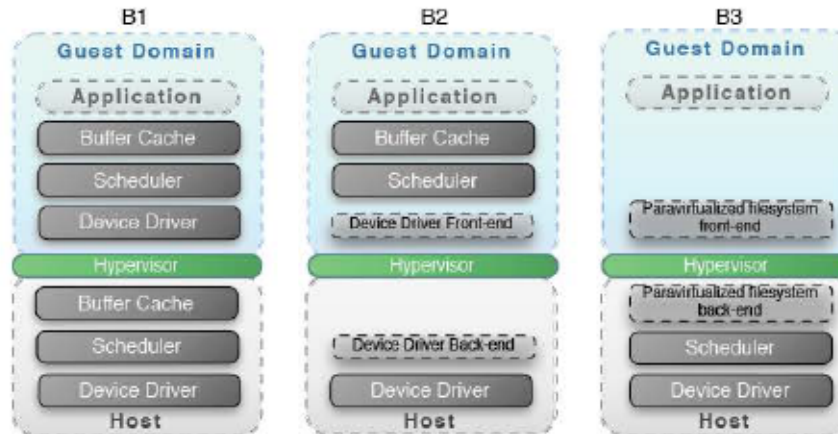 B1
Guest Domain
Application
Buffer Cache
Scheduler
Device Driver
Hypervisor
Buffer Cache
Scheduler
Device Driver
Host
B2
Guest Domain
Application
Buffer Cache
Scheduler
Device Driver Front-end
Hypervisor
Device Driver Back-end
Device Driver
Host
B3
Guest Domain
Application
Paravirtualized filesystem
front-end
Hypervisor
Paravirtualized filesystem
back-end
Scheduler
Device Driver
Host